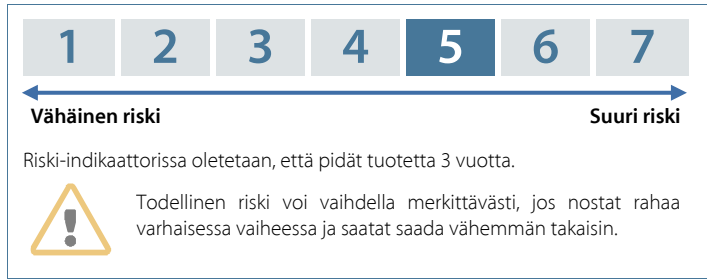 1 2 3 4 5 6 7
Vähäinen riski Suuri riski
Riski-indikaattorissa oletetaan, että pidät tuotetta 3 vuotta.
Todellinen riski voi vaihdella merkittävästi, jos nostat rahaa
varhaisessa vaiheessa ja saatat saada vähemmän takaisin.